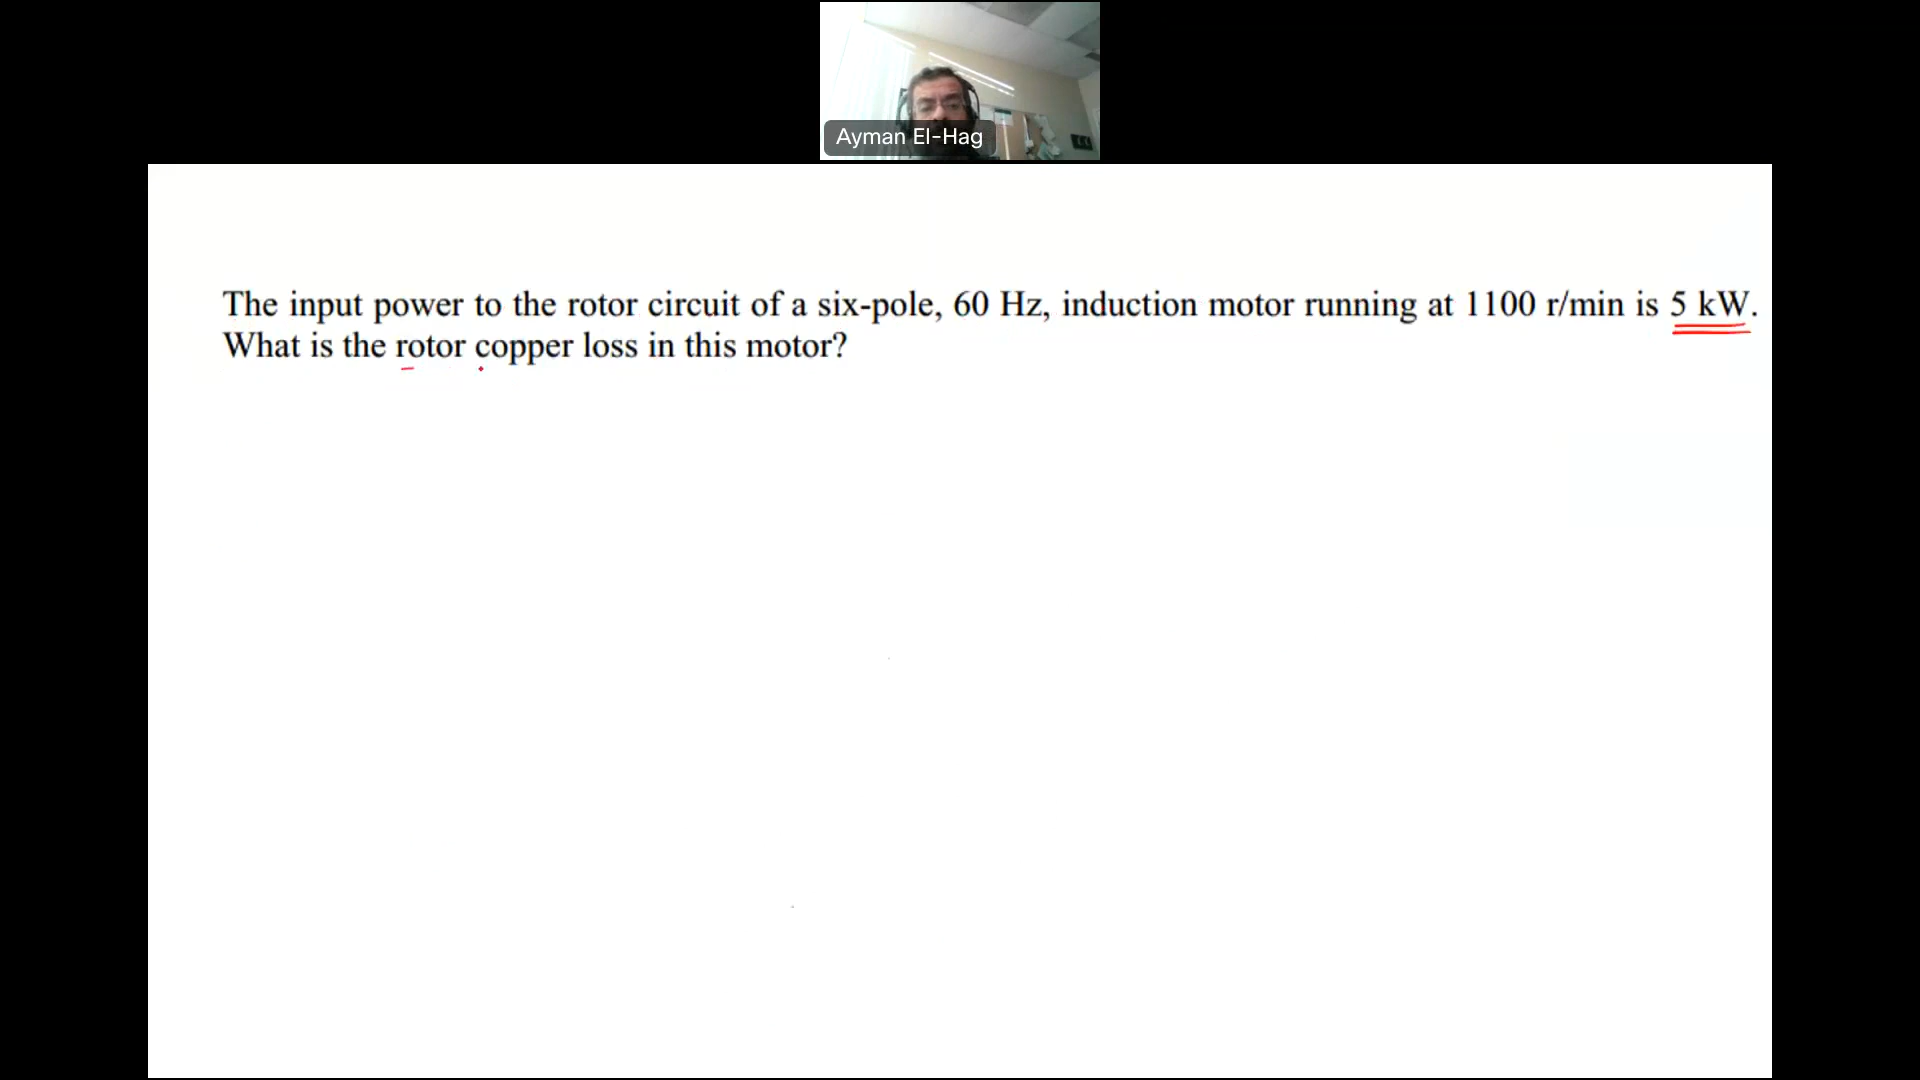 Ayman El-Hag
The input power to the rotor circuit of a six-pole, 60 Hz, induction motor running at 1100 r/min is 5 kW.
What is the rotor copper loss in this motor?